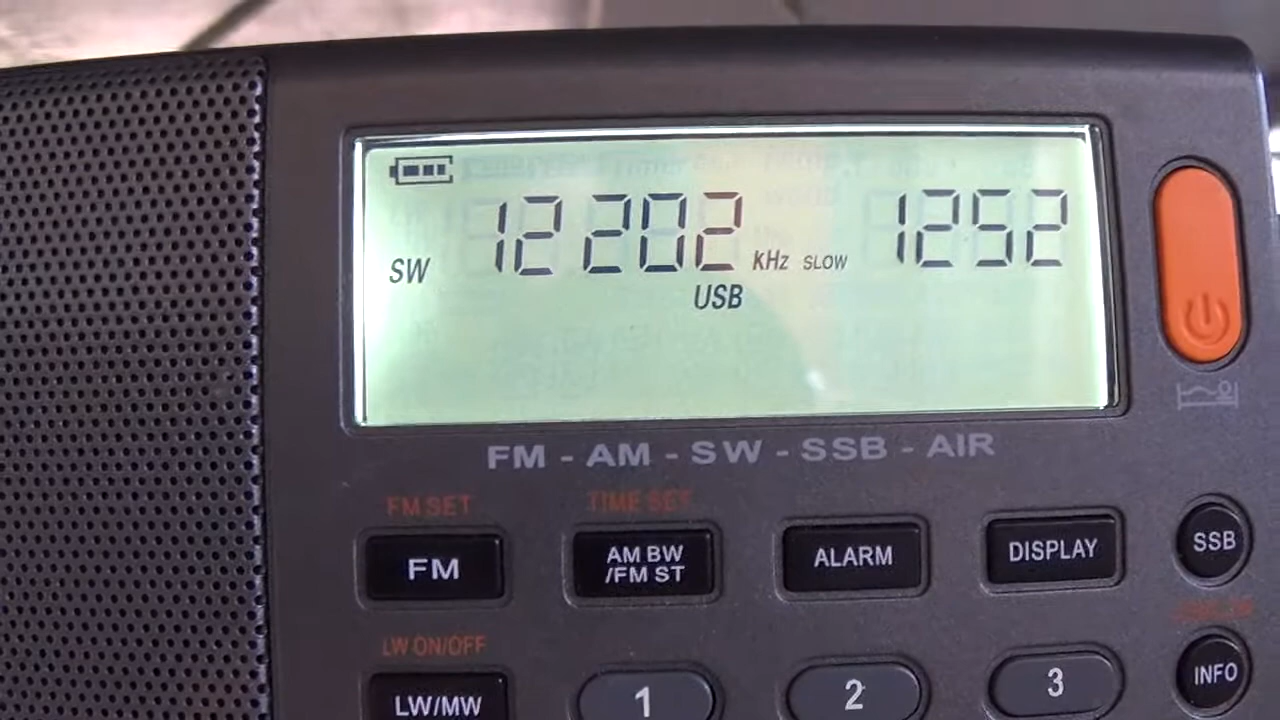 SW 12202 kHz SLOW 1252
USB
FM - AM - SW - SSB - AIR
FM SET TIME SET
FM AM BW /FM ST ALARM DISPLAY SSB
LW ON/OFF
LW/MW 1 2 3 INFO